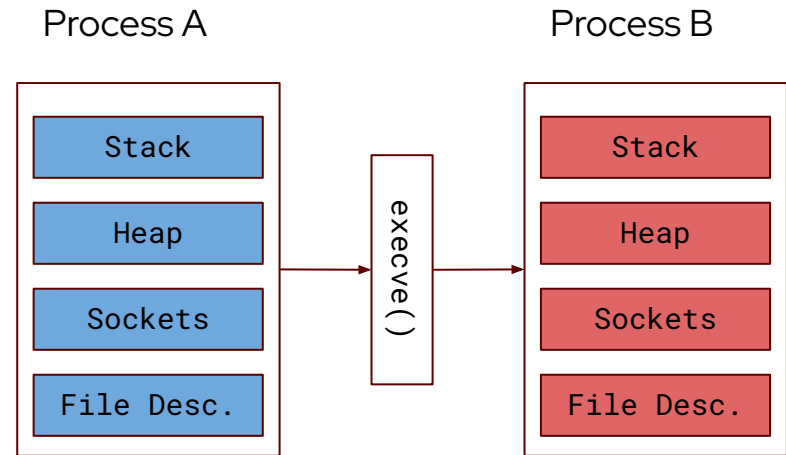 Process A
Process B
Stack
Heap
Sockets
File Desc.
execve()
Stack
Heap
Sockets
File Desc.